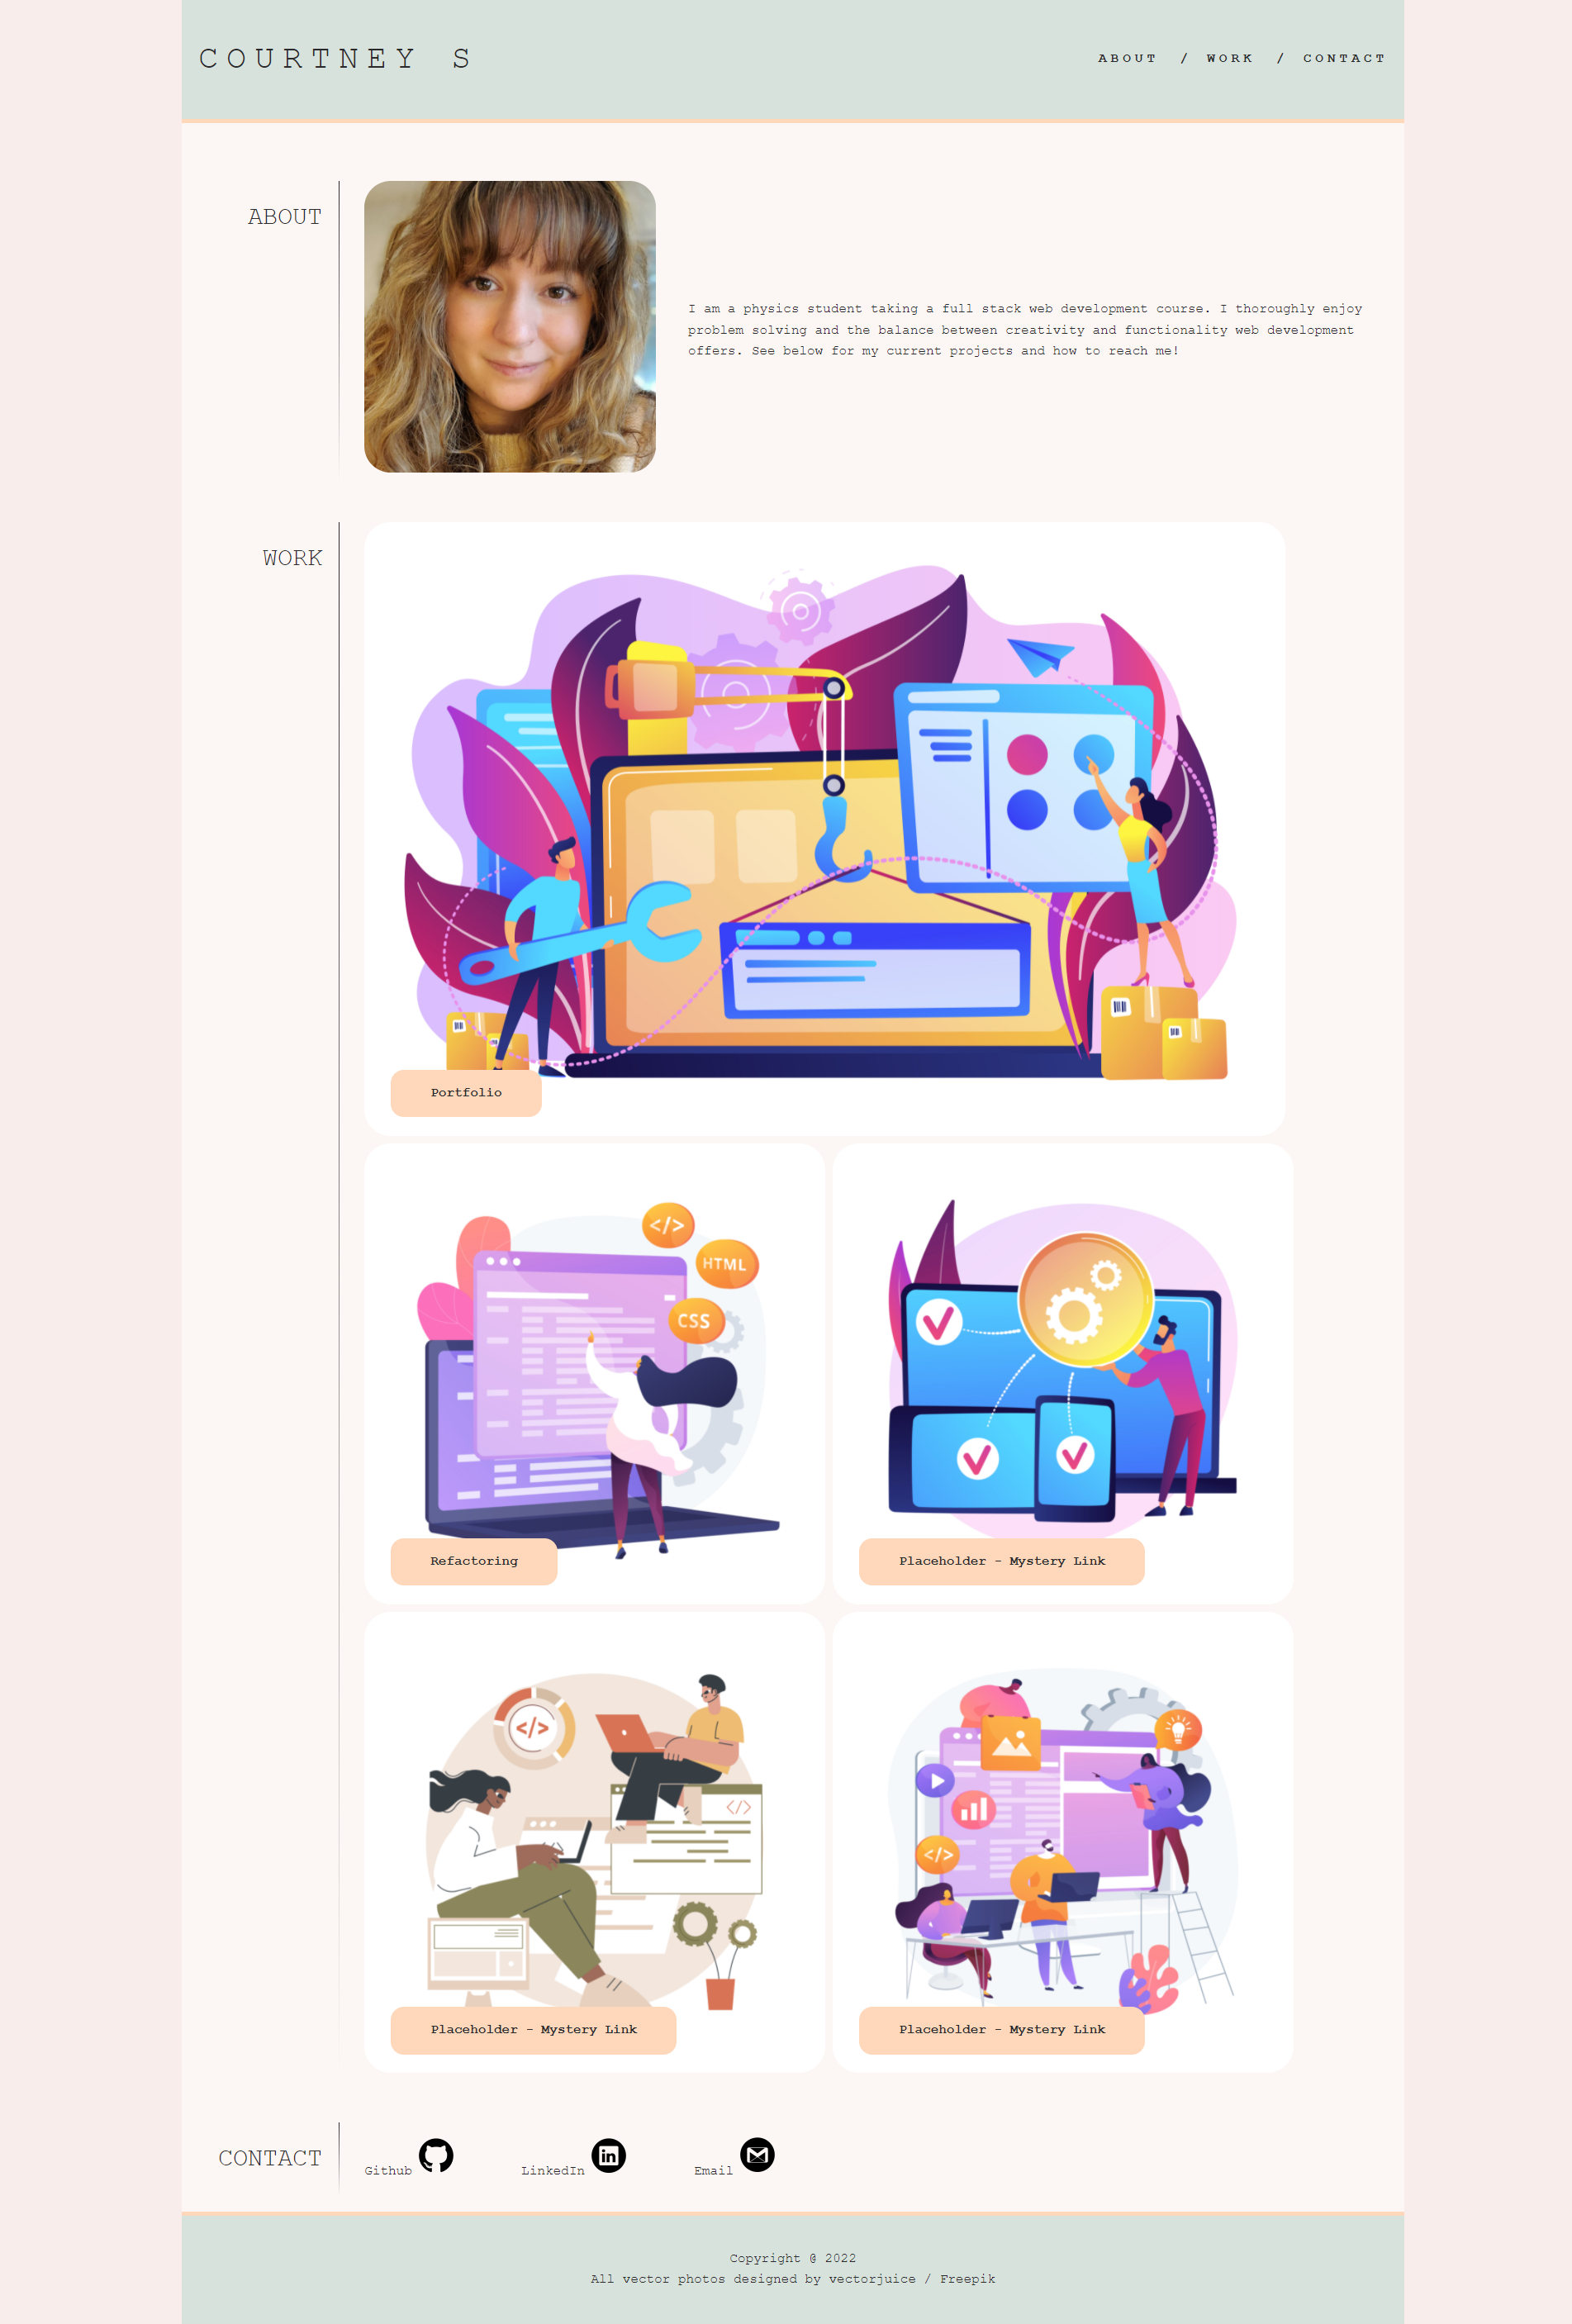 COURTNEY S
ABOUT / WORK / CONTACT
ABOUT
I am a physics student taking a full stack web development course. I thoroughly enjoy
problem solving and the balance between creativity and functionality web development
offers. See below for my current projects and how to reach me!
WORK
Portfolio
</>
HTML
CSS
Refactoring
Placeholder - Mystery Link
</>
</>
Placeholder - Mystery Link
</>
Placeholder - Mystery Link
CONTACT
Github
LinkedIn
in
Email
Copyright @ 2022
All vector photos designed by vectorjuice / Freepik